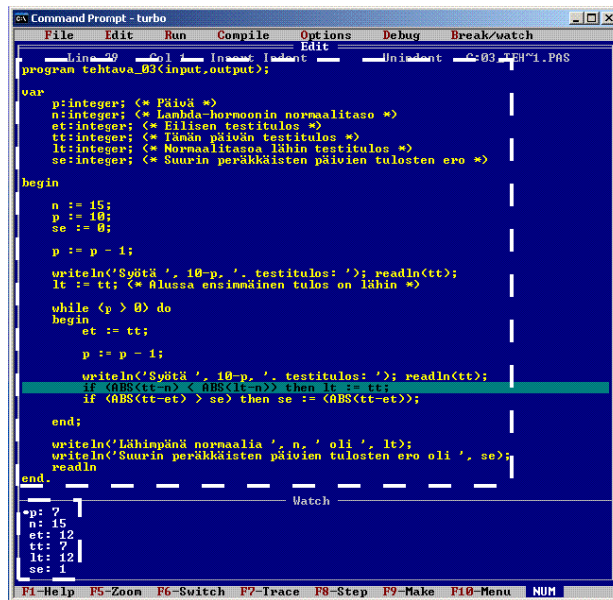 Command Prompt - turbo
File Edit Run Compile Options Debug Break/watch
Edit
Line 29 Col 1 Insert Indent Unindent C:03_TEH~1.PAS
program tehtava_03(input,output);
var
p:integer; (* Päivä *)
n:integer; (* Lambda-hormoonin normaalitaso *)
et:integer; (* Eilisen testitulos *)
tt:integer; (* Tämän päivän testitulos *)
lt:integer; (* Normaalitasoa lähin testitulos *)
se:integer; (* Suurin peräkkäisten päivien tulosten ero *)
begin
n := 15;
p := 10;
se := 0;
p := p - 1;
writeln('Syötä ', 10-p, '. testitulos: '); readln(tt);
lt := tt; (* Alussa ensimmäinen tulos on lähin *)
while (p > 0) do
begin
et := tt;
p := p - 1;
writeln('Syötä ', 10-p, '. testitulos: '); readln(tt);
if (ABS(tt-n) < ABS(lt-n)) then lt := tt;
if (ABS(tt-et) > se) then se := (ABS(tt-et));
end;
writeln('Lähimpänä normaalia ', n, ' oli ', lt);
writeln('Suurin peräkkäisten päivien tulosten ero oli ', se);
readln
end.
Watch
•p: 7
n: 15
et: 12
tt: 7
lt: 12
se: 1
F1-Help F5-Zoom F6-Switch F7-Trace F8-Step F9-Make F10-Menu NUM